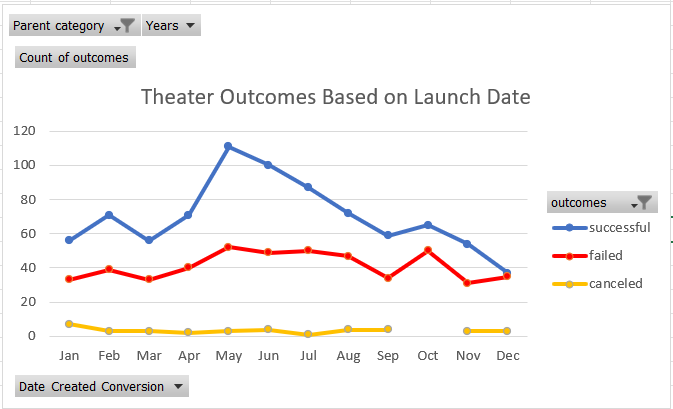 Parent category Years
Count of outcomes
Theater Outcomes Based on Launch Date
120
100
80
60
40
20
0
Jan Feb Mar Apr May Jun Jul Aug Sep Oct Nov Dec
outcomes
successful
failed
canceled
Date Created Conversion